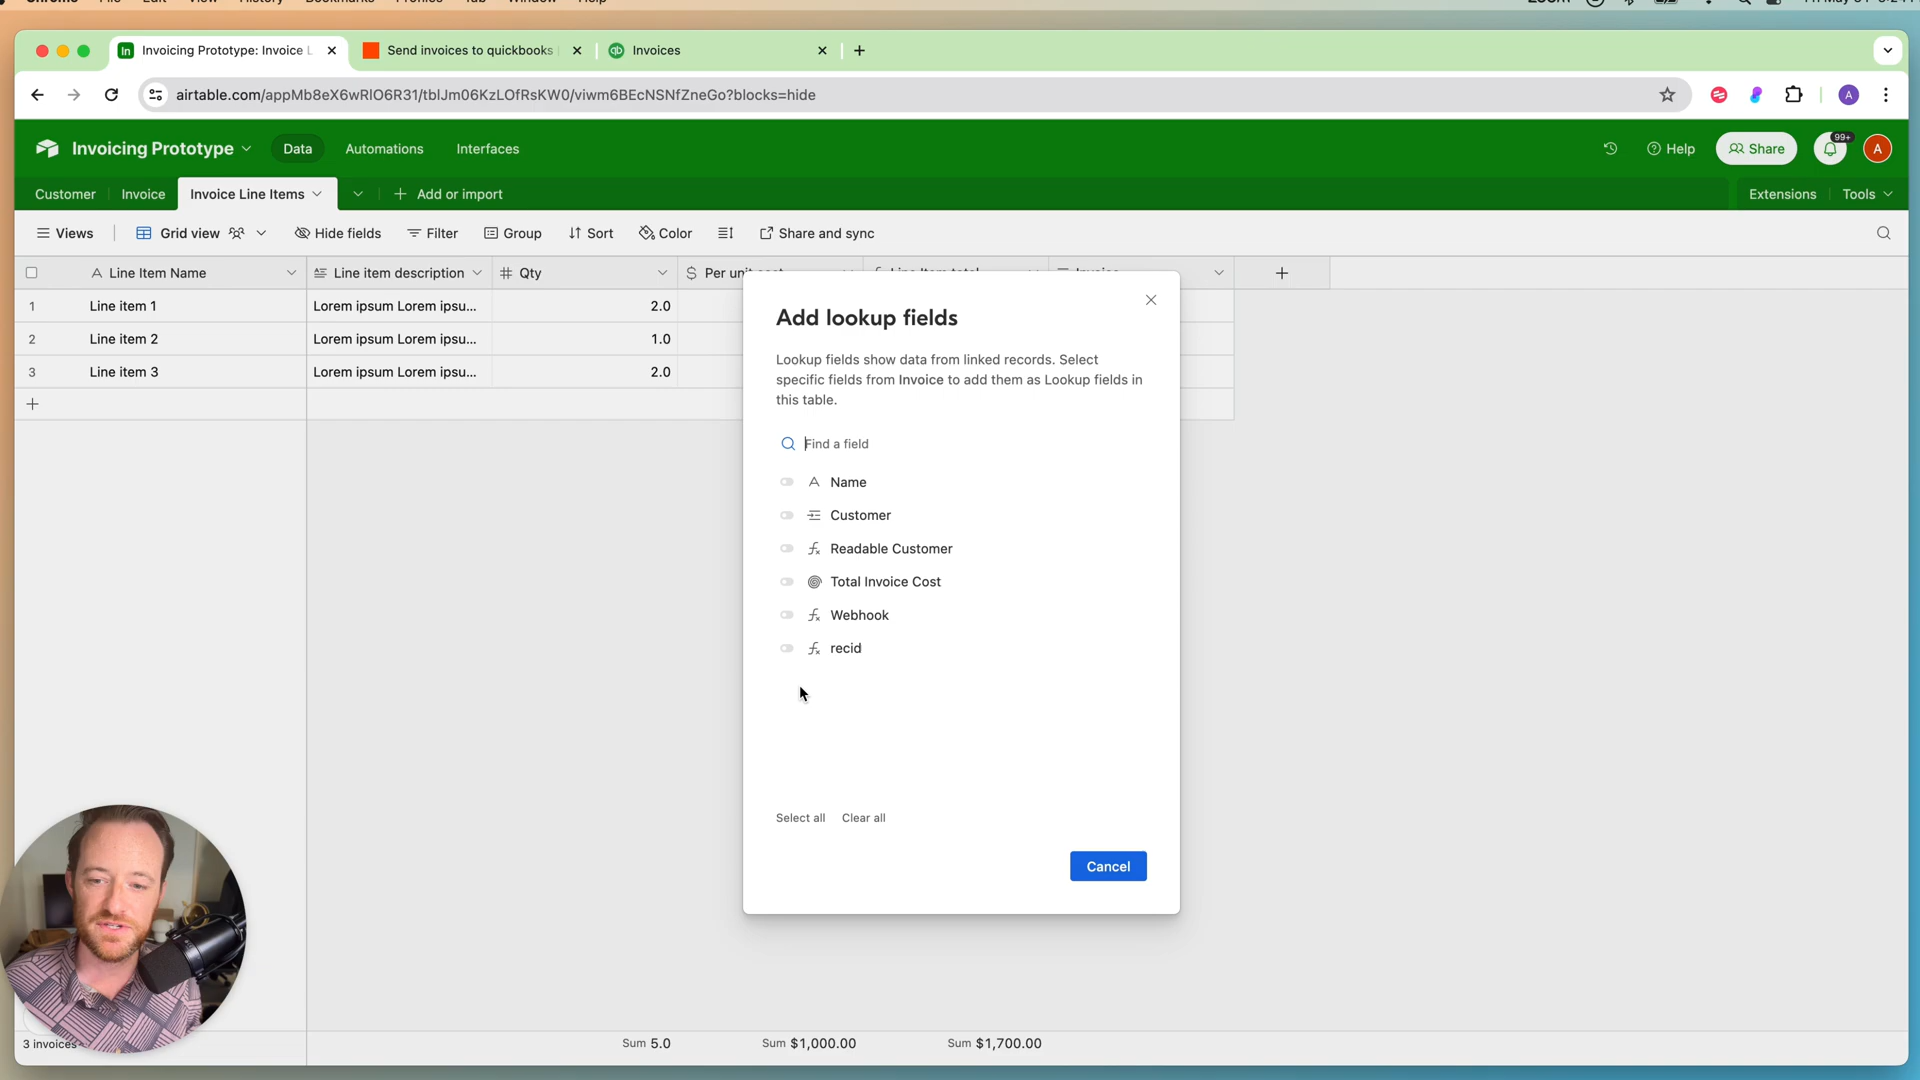 Invoicing Prototype: Invoice L
Send invoices to quickbooks
qb Invoices
airtable.com/appMb8eX6wRlO6R31/tblJm06KzLOfRsKW0/viwm6BEcNSNfZneGo?blocks=hide
A
Invoicing Prototype Data Automations Interfaces
Help Share 99+ A
Customer Invoice Invoice Line Items Add or import
Extensions Tools
Views Grid view Hide fields Filter Group Sort Color Share and sync
Line Item Name Line item description Qty
1 Line item 1 Lorem ipsum Lorem ipsu... 2.0
2 Line item 2 Lorem ipsum Lorem ipsu... 1.0
3 Line item 3 Lorem ipsum Lorem ipsu... 2.0
Add lookup fields
Lookup fields show data from linked records. Select
specific fields from Invoice to add them as Lookup fields in
this table.
Find a field
Name
Customer
Readable Customer
Total Invoice Cost
Webhook
recid
Select all Clear all
Cancel
3 invoices Sum 5.0 Sum $1,000.00 Sum $1,700.00